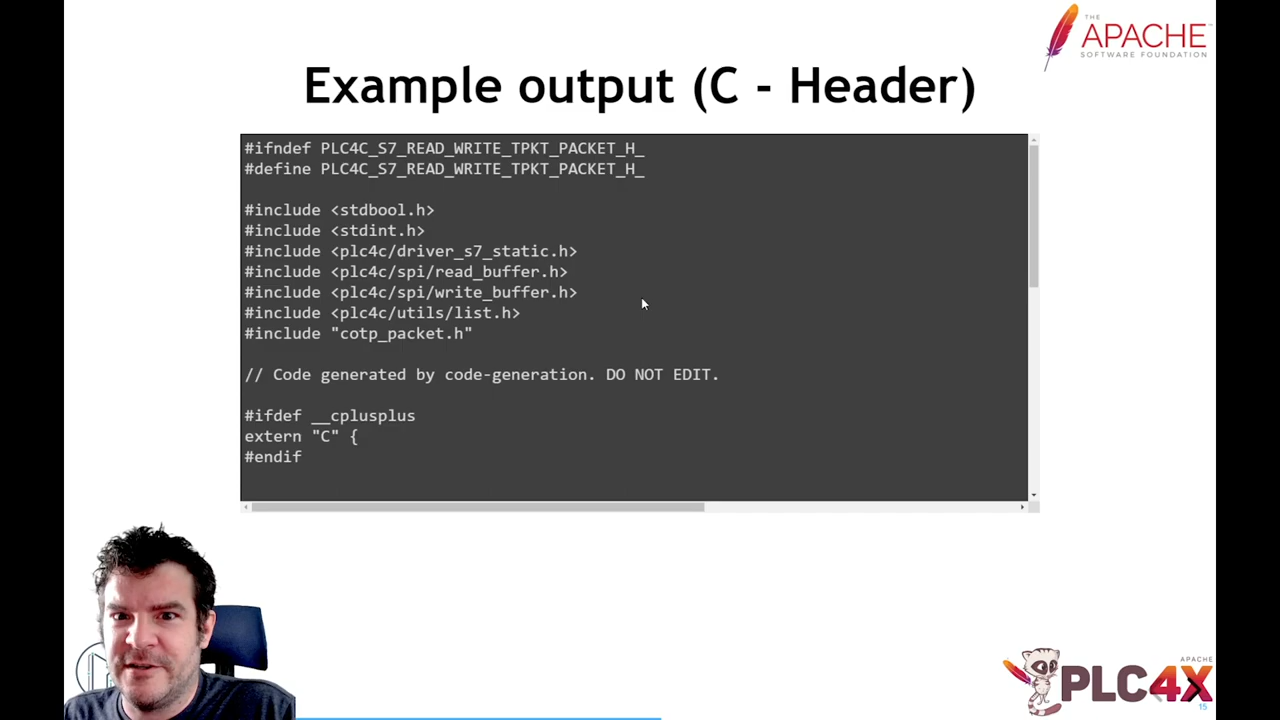 THE
APACHE
SOFTWARE FOUNDATION
Example output (C - Header)
#ifndef PLC4C_S7_READ_WRITE_TPKT_PACKET_H_
#define PLC4C_S7_READ_WRITE_TPKT_PACKET_H_
#include <stdbool.h>
#include <stdint.h>
#include <plc4c/driver_s7_static.h>
#include <plc4c/spi/read_buffer.h>
#include <plc4c/spi/write_buffer.h>
#include <plc4c/utils/list.h>
#include "cotp_packet.h"
// Code generated by code-generation. DO NOT EDIT.
#ifdef __cplusplus
extern "C" {
#endif
APACHE
PLC4X
15